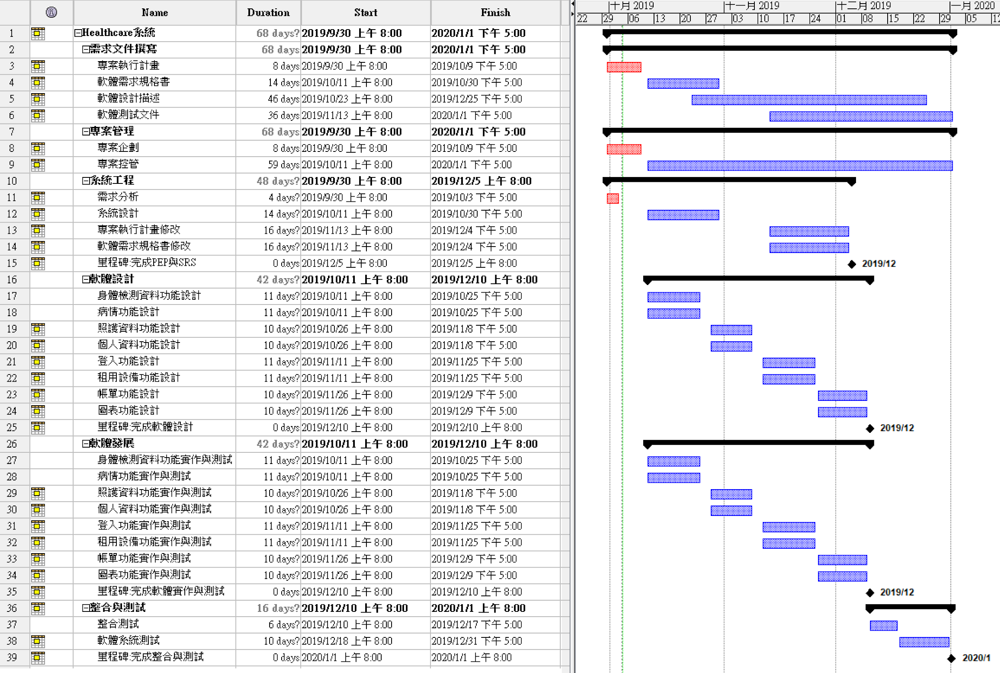 Name Duration Start Finish
十月 2019 十一月 2019 十二月 2019 一月 2020
22 29 06 13 20 27 03 10 17 24 01 08 15 22 29 05 12
1 Healthcare系統 68 days? 2019/9/30 上午 8:00 2020/1/1 下午 5:00
2 需求文件撰寫 68 days 2019/9/30 上午 8:00 2020/1/1 下午 5:00
3 專案執行計畫 8 days 2019/9/30 上午 8:00 2019/10/9 下午 5:00
4 軟體需求規格書 14 days 2019/10/11 上午 8:00 2019/10/30 下午 5:00
5 軟體設計描述 46 days 2019/10/23 上午 8:00 2019/12/25 下午 5:00
6 軟體測試文件 36 days 2019/11/13 上午 8:00 2020/1/1 下午 5:00
7 專案管理 68 days 2019/9/30 上午 8:00 2020/1/1 下午 5:00
8 專案企劃 8 days 2019/9/30 上午 8:00 2019/10/9 下午 5:00
9 專案控管 59 days 2019/10/11 上午 8:00 2020/1/1 下午 5:00
10 系統工程 48 days? 2019/9/30 上午 8:00 2019/12/5 上午 8:00
11 需求分析 4 days? 2019/9/30 上午 8:00 2019/10/3 下午 5:00
12 系統設計 14 days? 2019/10/11 上午 8:00 2019/10/30 下午 5:00
13 專案執行計畫修改 16 days? 2019/11/13 上午 8:00 2019/12/4 下午 5:00
14 軟體需求規格書修改 16 days? 2019/11/13 上午 8:00 2019/12/4 下午 5:00
15 里程碑:完成PEP與SRS 0 days 2019/12/5 上午 8:00 2019/12/5 上午 8:00 2019/12
16 軟體設計 42 days? 2019/10/11 上午 8:00 2019/12/10 上午 8:00
17 身體檢測資料功能設計 11 days? 2019/10/11 上午 8:00 2019/10/25 下午 5:00
18 病情功能設計 11 days? 2019/10/11 上午 8:00 2019/10/25 下午 5:00
19 照護資料功能設計 10 days? 2019/10/26 上午 8:00 2019/11/8 下午 5:00
20 個人資料功能設計 10 days? 2019/10/26 上午 8:00 2019/11/8 下午 5:00
21 登入功能設計 11 days? 2019/11/11 上午 8:00 2019/11/25 下午 5:00
22 租用設備功能設計 11 days? 2019/11/11 上午 8:00 2019/11/25 下午 5:00
23 帳單功能設計 10 days? 2019/11/26 上午 8:00 2019/12/9 下午 5:00
24 圖表功能設計 10 days? 2019/11/26 上午 8:00 2019/12/9 下午 5:00
25 里程碑:完成軟體設計 0 days 2019/12/10 上午 8:00 2019/12/10 上午 8:00 2019/12
26 軟體發展 42 days? 2019/10/11 上午 8:00 2019/12/10 上午 8:00
27 身體檢測資料功能實作與測試 11 days? 2019/10/11 上午 8:00 2019/10/25 下午 5:00
28 病情功能實作與測試 11 days? 2019/10/11 上午 8:00 2019/10/25 下午 5:00
29 照護資料功能實作與測試 10 days? 2019/10/26 上午 8:00 2019/11/8 下午 5:00
30 個人資料功能實作與測試 10 days? 2019/10/26 上午 8:00 2019/11/8 下午 5:00
31 登入功能實作與測試 11 days? 2019/11/11 上午 8:00 2019/11/25 下午 5:00
32 租用設備功能實作與測試 11 days? 2019/11/11 上午 8:00 2019/11/25 下午 5:00
33 帳單功能實作與測試 10 days? 2019/11/26 上午 8:00 2019/12/9 下午 5:00
34 圖表功能實作與測試 10 days? 2019/11/26 上午 8:00 2019/12/9 下午 5:00
35 里程碑:完成軟體實作與測試 0 days 2019/12/10 上午 8:00 2019/12/10 上午 8:00 2019/12
36 整合與測試 16 days? 2019/12/10 上午 8:00 2020/1/1 上午 8:00
37 整合測試 6 days? 2019/12/10 上午 8:00 2019/12/17 下午 5:00
38 軟體系統測試 10 days? 2019/12/18 上午 8:00 2019/12/31 下午 5:00
39 里程碑:完成整合與測試 0 days 2020/1/1 上午 8:00 2020/1/1 上午 8:00 2020/1